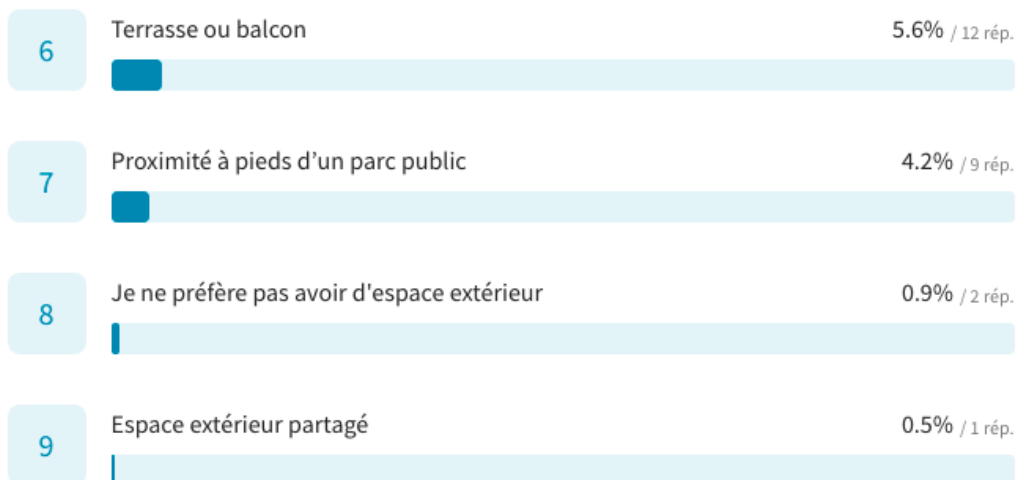 6
Terrasse ou balcon
5.6% / 12 rép.
7
Proximité à pieds d’un parc public
4.2% / 9 rép.
8
Je ne préfère pas avoir d'espace extérieur
0.9% / 2 rép.
9
Espace extérieur partagé
0.5% / 1 rép.